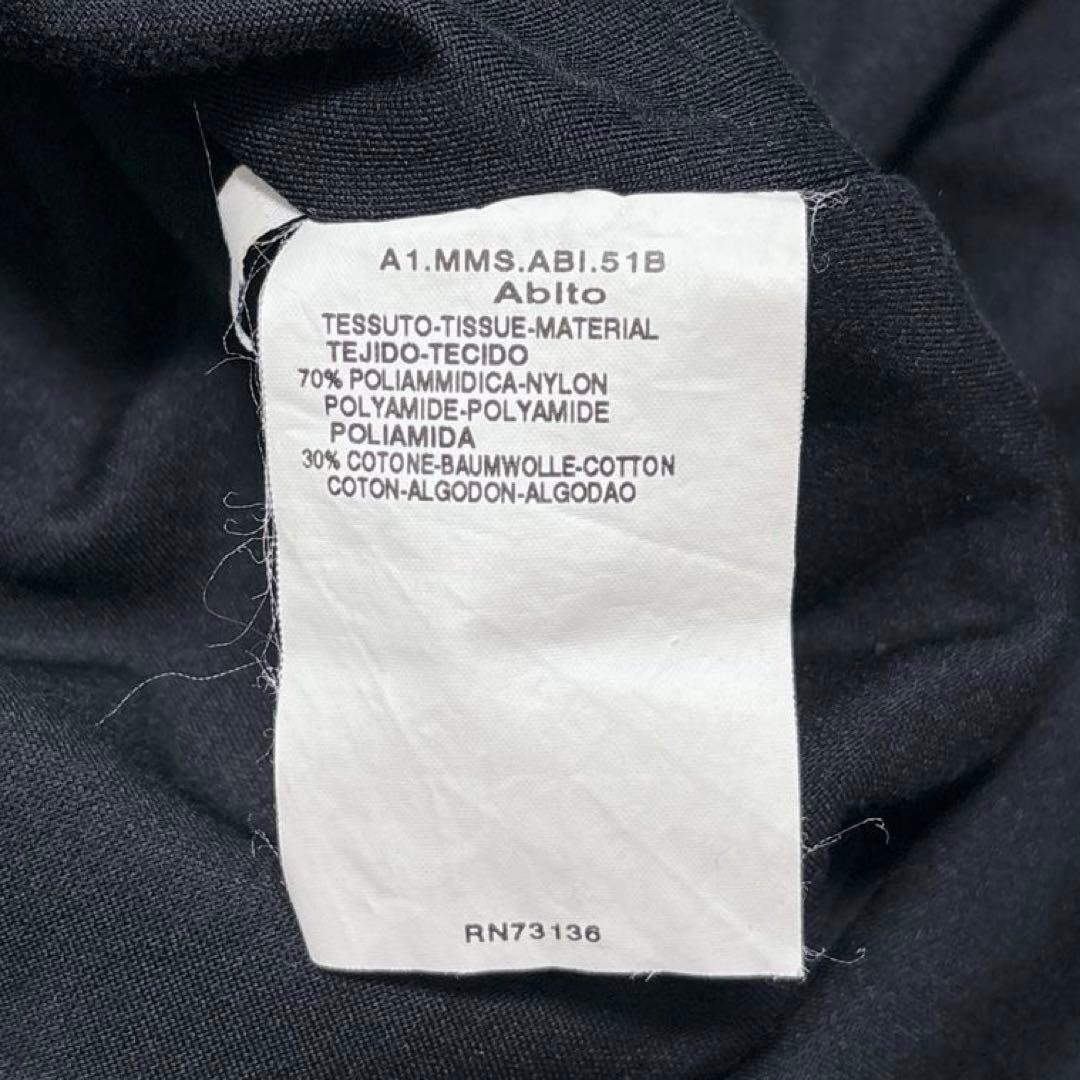 A1.MMS.ABI.51B
Abito
TESSUTO-TISSUE-MATERIAL
TEJIDO-TECIDO
70% POLIAMMIDICA-NYLON
POLYAMIDE-POLYAMIDE
POLIAMIDA
30% COTONE-BAUMWOLLE-COTTON
COTON-ALGODON-ALGODAO
RN73136